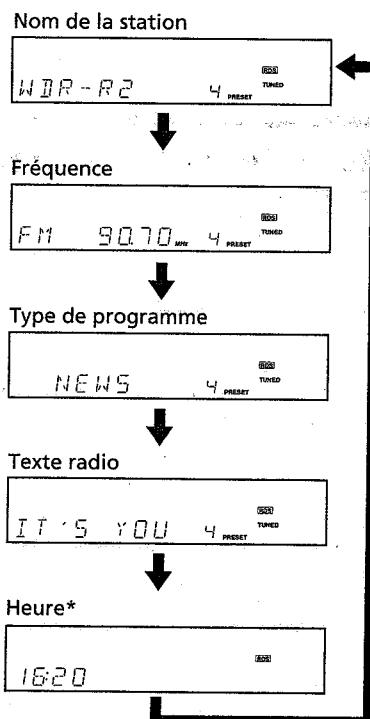 Nom de la station
RDS
WDR-R2 4 PRESET TUNED
Fréquence
RDS
FM 90.70 MHz 4 PRESET TUNED
Type de programme
RDS
NEWS 4 PRESET TUNED
Texte radio
RDS
IT'S YOU 4 PRESET TUNED
Heure*
RDS
16:20